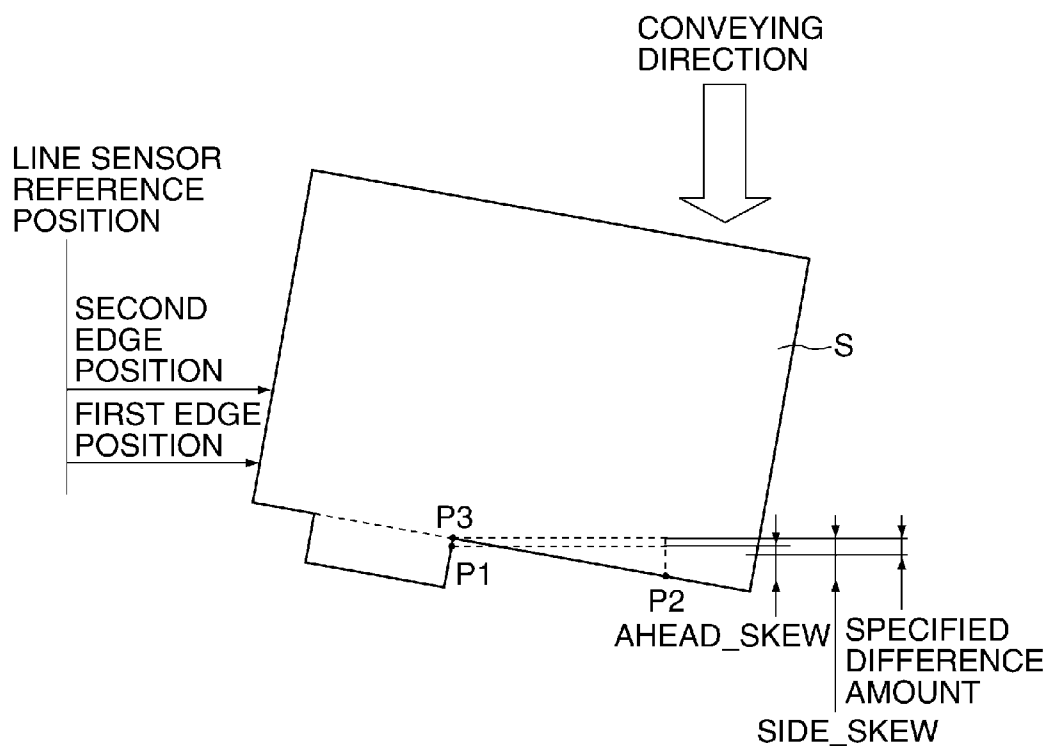 CONVEYING
DIRECTION
LINE SENSOR
REFERENCE
POSITION
SECOND
EDGE
POSITION
FIRST EDGE
POSITION
S
P3
P1
P2
AHEAD_SKEW
SPECIFIED
DIFFERENCE
AMOUNT
SIDE_SKEW